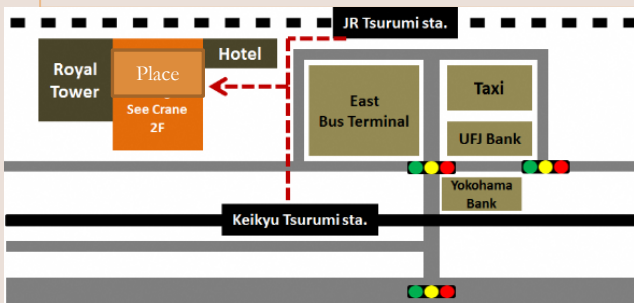 JR Tsurumi sta.
Hotel
Royal
Tower
Place
See Crane
2F
East
Bus Terminal
Taxi
UFJ Bank
Yokohama
Bank
Keikyu Tsurumi sta.